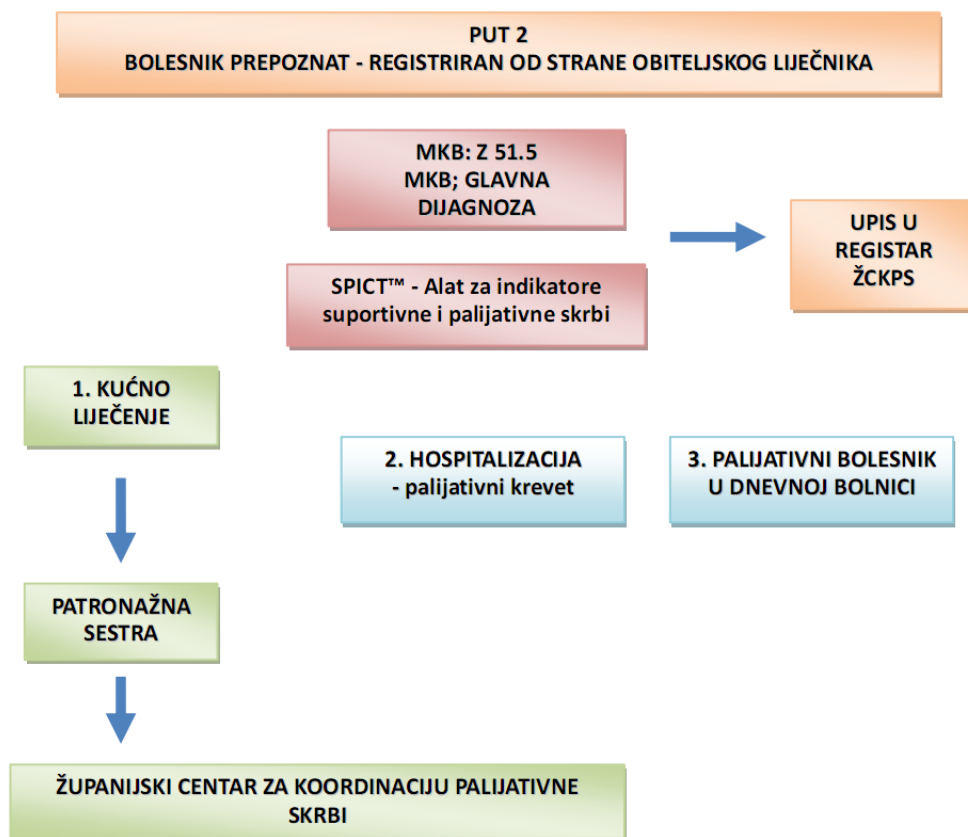 PUT 2
BOLESNIK PREPOZNAT - REGISTRIRAN OD STRANE OBITELJSKOG LIJEČNIKA
MKB: Z 51.5
MKB; GLAVNA
DIJAGNOZA
UPIS U
REGISTAR
ŽCKPS
SPICT™ - Alat za indikatore
suportivne i palijativne skrbi
1. KUĆNO
LIJEČENJE
2. HOSPITALIZACIJA
- palijativni krevet
3. PALIJATIVNI BOLESNIK
U DNEVNOJ BOLNICI
PATRONAŽNA
SESTRA
ŽUPANIJSKI CENTAR ZA KOORDINACIJU PALIJATIVNE
SKRBI